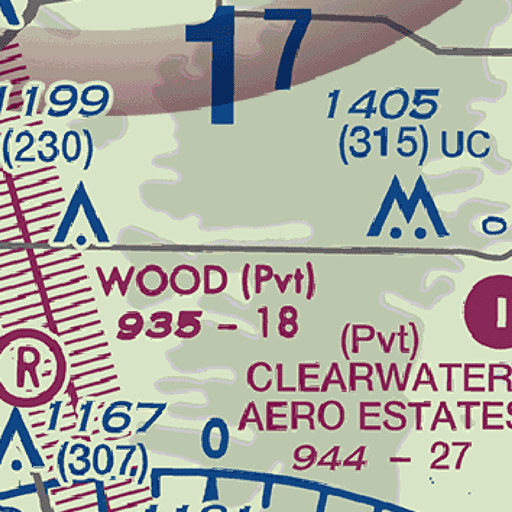 17
1199
(230)
1405
(315) UC
WOOD (Pvt)
935 - 18
R
(Pvt)
CLEARWATER
AERO ESTATES
944 - 27
1167
(307)
0